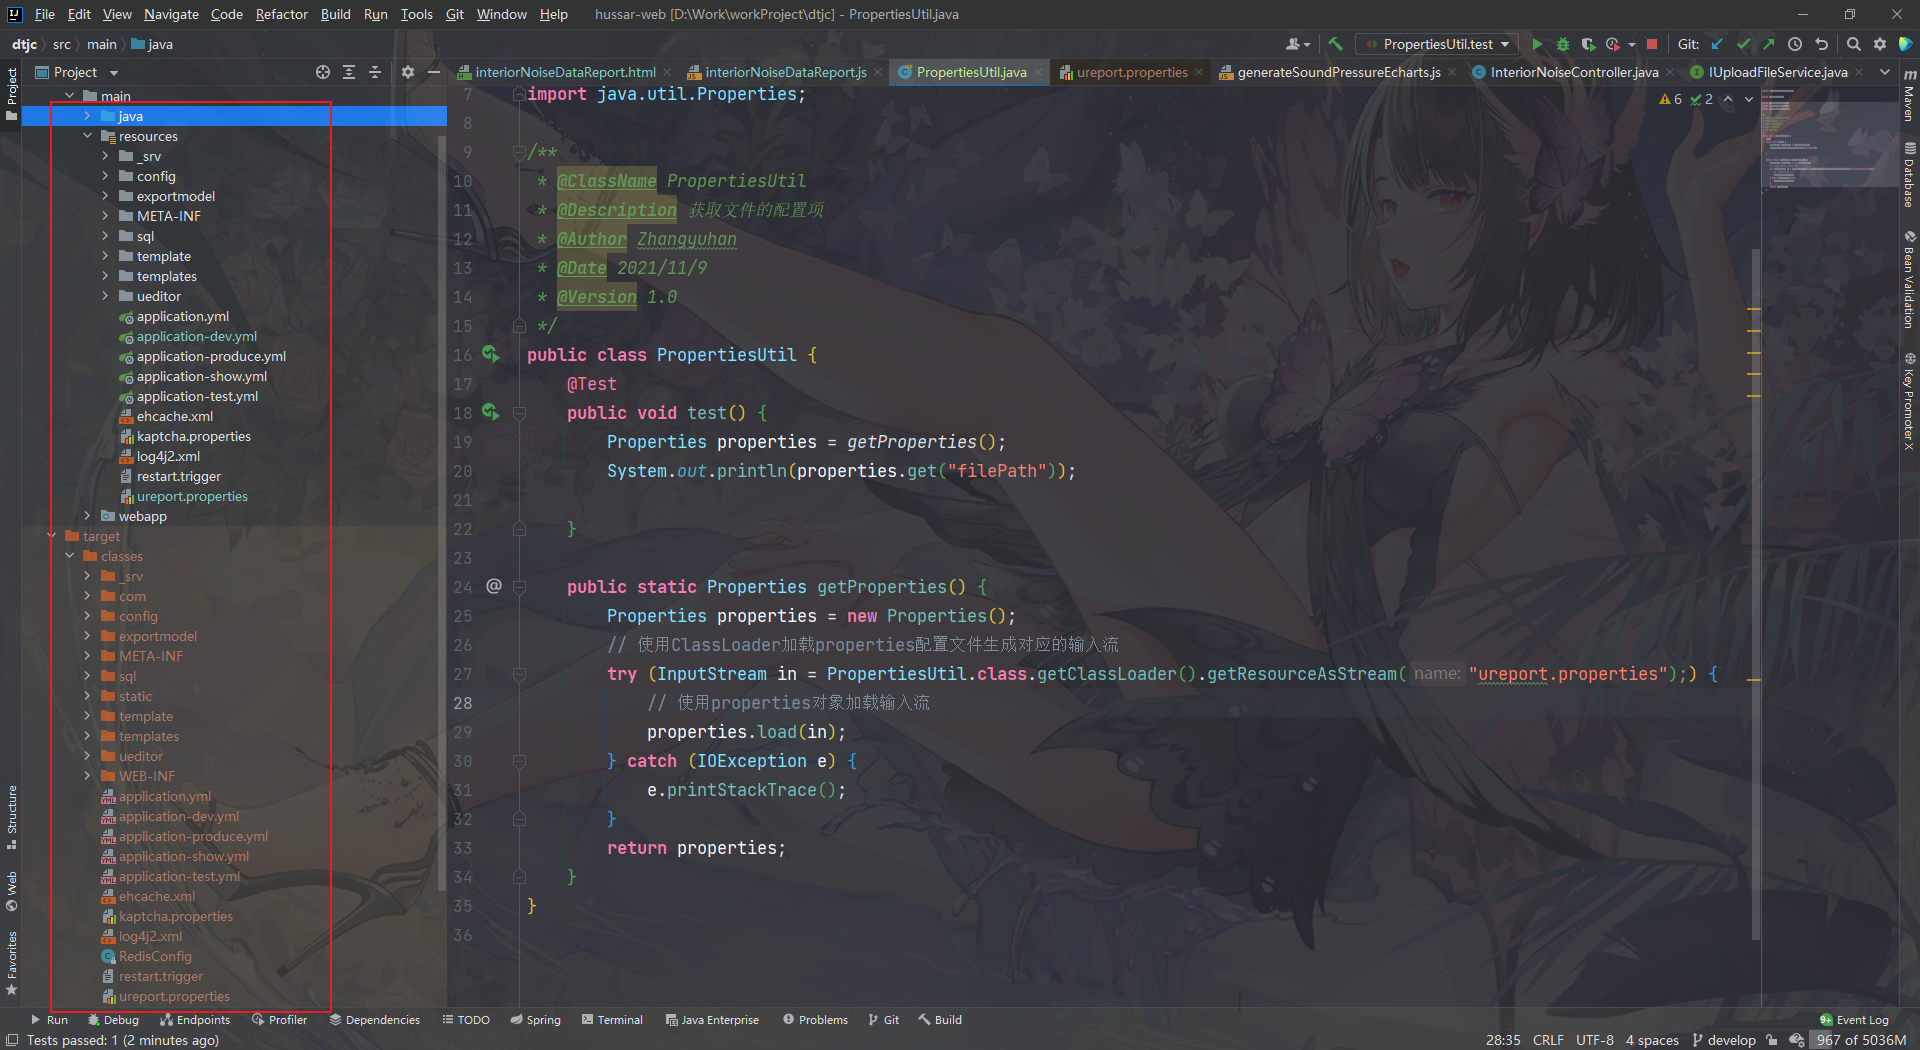 File Edit View Navigate Code Refactor Build Run Tools Git Window Help hussar-web [D:\Work\workProject\dtjc] - PropertiesUtil.java
dtjc src main java PropertiesUtil.test Git:
Project
interiorNoiseDataReport.html interiorNoiseDataReport.js PropertiesUtil.java ureport.properties generateSoundPressureEcharts.js InteriorNoiseController.java IUploadFileService.java
Project
main
java
resources
_srv
config
exportmodel
META-INF
sql
template
templates
ueditor
application.yml
application-dev.yml
application-produce.yml
application-show.yml
application-test.yml
ehcache.xml
kaptcha.properties
log4j2.xml
restart.trigger
ureport.properties
webapp
target
classes
_srv
com
config
exportmodel
META-INF
sql
static
template
templates
ueditor
WEB-INF
application.yml
application-dev.yml
application-produce.yml
application-show.yml
application-test.yml
ehcache.xml
kaptcha.properties
log4j2.xml
RedisConfig
restart.trigger
ureport.properties
Structure
Web
Favorites
6 2
7 import java.util.Properties;
8
9 /**
10 * @ClassName PropertiesUtil
11 * @Description 获取文件的配置项
12 * @Author Zhangyuhan
13 * @Date 2021/11/9
14 * @Version 1.0
15 */
16 public class PropertiesUtil {
17 @Test
18 public void test() {
19 Properties properties = getProperties();
20 System.out.println(properties.get("filePath"));
21
22 }
23
24 @ public static Properties getProperties() {
25 Properties properties = new Properties();
26 // 使用ClassLoader加载properties配置文件生成对应的输入流
27 try (InputStream in = PropertiesUtil.class.getClassLoader().getResourceAsStream( name: "ureport.properties");) {
28 // 使用properties对象加载输入流
29 properties.load(in);
30 } catch (IOException e) {
31 e.printStackTrace();
32 }
33 return properties;
34 }
35 }
36
Maven
Database
Bean Validation
Key Promoter X
Run Debug Endpoints Profiler Dependencies TODO Spring Terminal Java Enterprise Problems Git Build 9+ Event Log
Tests passed: 1 (2 minutes ago) 28:35 CRLF UTF-8 4 spaces develop 967 of 5036M